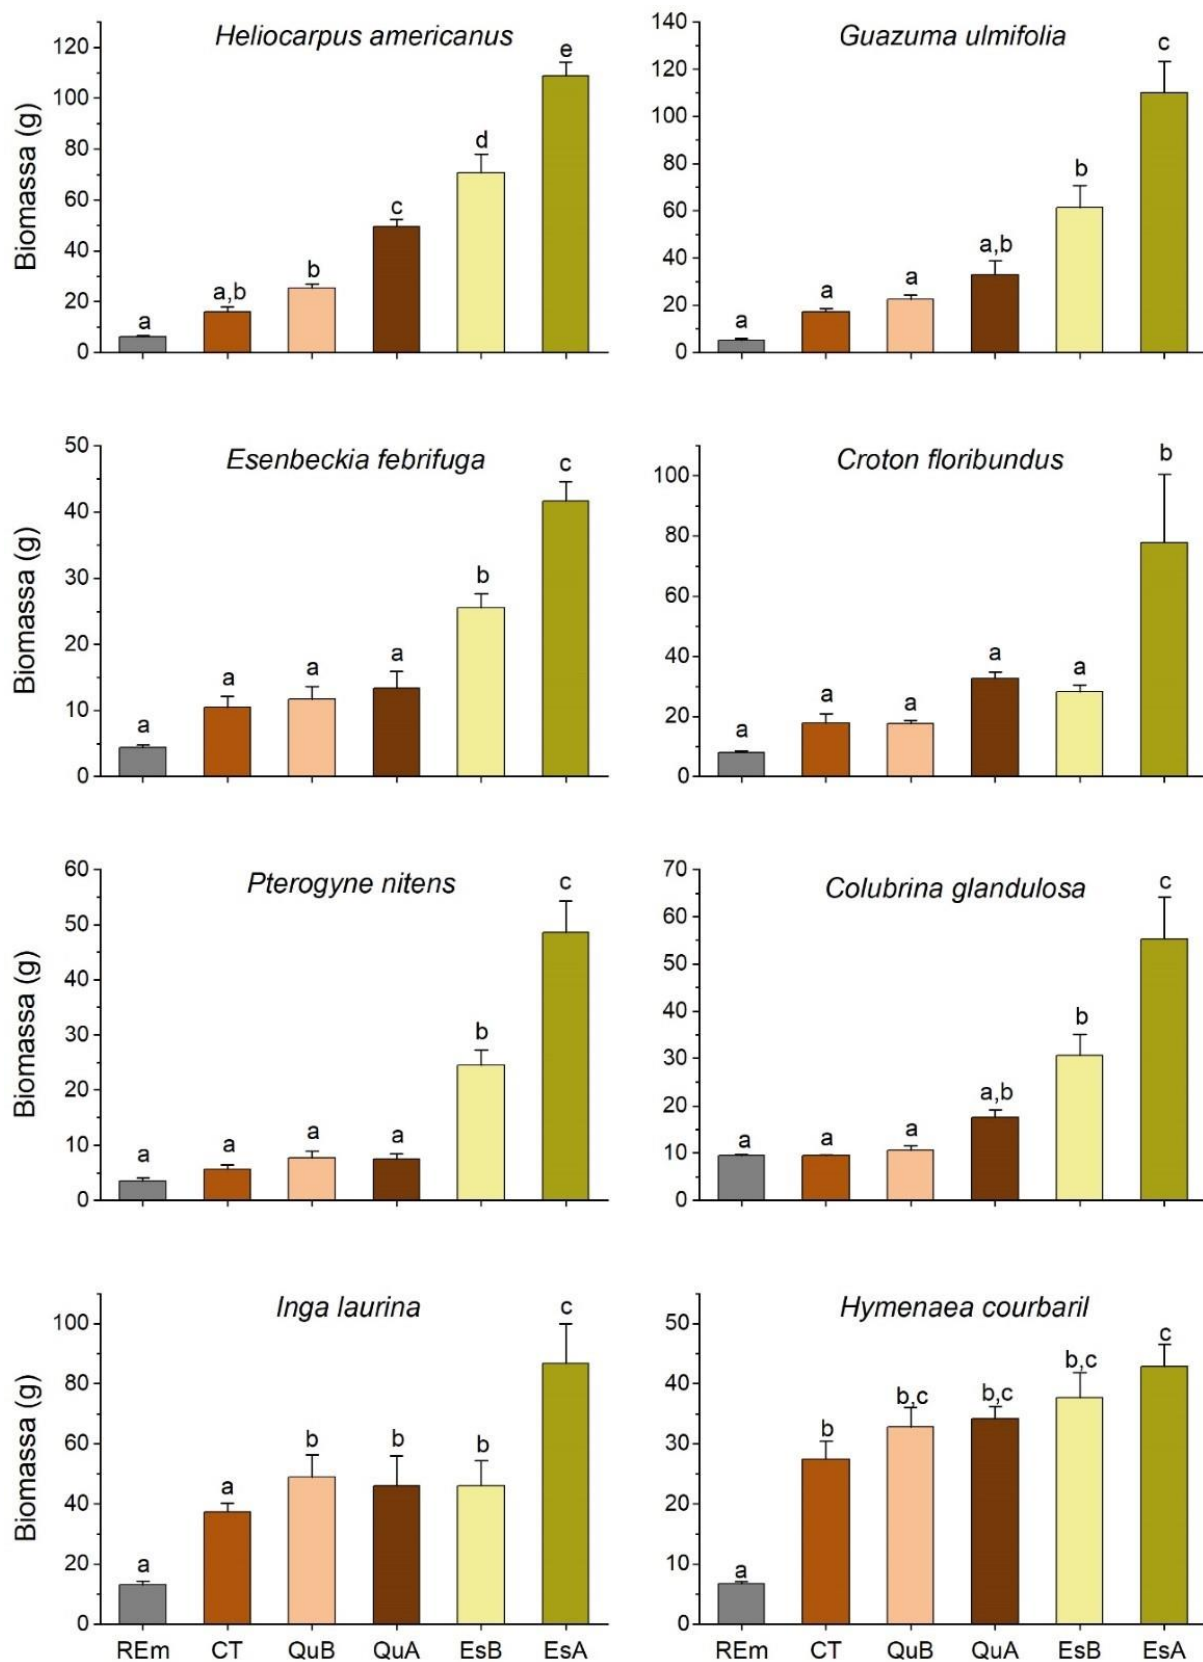 Heliocarpus americanus
Biomassa (g)
120
100
80
60
40
20
0
a
a,b
b
c
d
e
Guazuma ulmifolia
140
120
100
80
60
40
20
0
a
a
a
a,b
b
c
Esenbeckia febrifuga
Biomassa (g)
50
40
30
20
10
0
a
a
a
a
b
c
Croton floribundus
100
80
60
40
20
0
a
a
a
a
a
b
Pterogyne nitens
Biomassa (g)
60
50
40
30
20
10
0
a
a
a
a
b
c
Colubrina glandulosa
70
60
50
40
30
20
10
0
a
a
a
a,b
b
c
Inga laurina
Biomassa (g)
100
80
60
40
20
0
a
a
b
b
b
c
REm CT QuB QuA EsB EsA
Hymenaea courbaril
50
40
30
20
10
0
a
b
b,c
b,c
b,c
c
REm CT QuB QuA EsB EsA